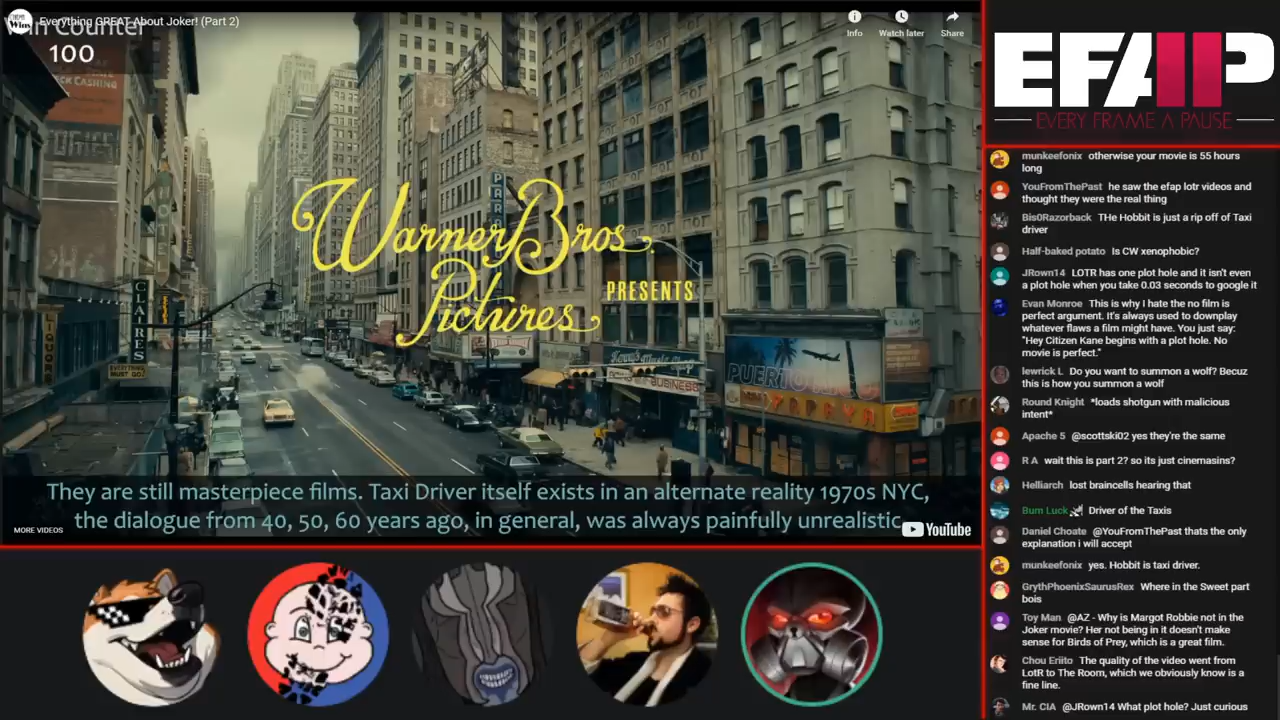 Everything GREAT About Joker! (Part 2)
Win Counter
100
Info
Watch later
Share
CK CASHING
HOTEL
CLAIRES
LIQUORS
EVERYTHING MUST GO!
Warner Bros.
Pictures
PRESENTS
BUSINESS
PUERTO
They are still masterpiece films. Taxi Driver itself exists in an alternate reality 1970s NYC,
the dialogue from 40, 50, 60 years ago, in general, was always painfully unrealistic.
MORE VIDEOS
YouTube
EFAP
EVERY FRAME A PAUSE
munkeefonix otherwise your movie is 55 hours
long
YouFromThePast he saw the efap lotr videos and
thought they were the real thing
Bis0Razorback THe Hobbit is just a rip off of Taxi
driver
Half-baked potato Is CW xenophobic?
JRown14 LOTR has one plot hole and it isn't even
a plot hole when you take 0.03 seconds to google it
Evan Monroe This is why I hate the no film is
perfect argument. It's always used to downplay
whatever flaws a film might have. You just say:
"Hey Citizen Kane begins with a plot hole. No
movie is perfect."
lewrick L Do you want to summon a wolf? Becuz
this is how you summon a wolf
Round Knight *loads shotgun with malicious
intent*
Apache 5 @scottski02 yes they're the same
R A wait this is part 2? so its just cinemasins?
Helliarch lost braincells hearing that
Bum Luck Driver of the Taxis
Daniel Choate @YouFromThePast thats the only
explanation i will accept
munkeefonix yes. Hobbit is taxi driver.
GrythPhoenixSaurusRex Where in the Sweet part
bois
Toy Man @AZ - Why is Margot Robbie not in the
Joker movie? Her not being in it doesn't make
sense for Birds of Prey, which is a great film.
Chou Eriito The quality of the video went from
LotR to The Room, which we obviously know is a
fine line.
Mr. CIA @JRown14 What plot hole? Just curious